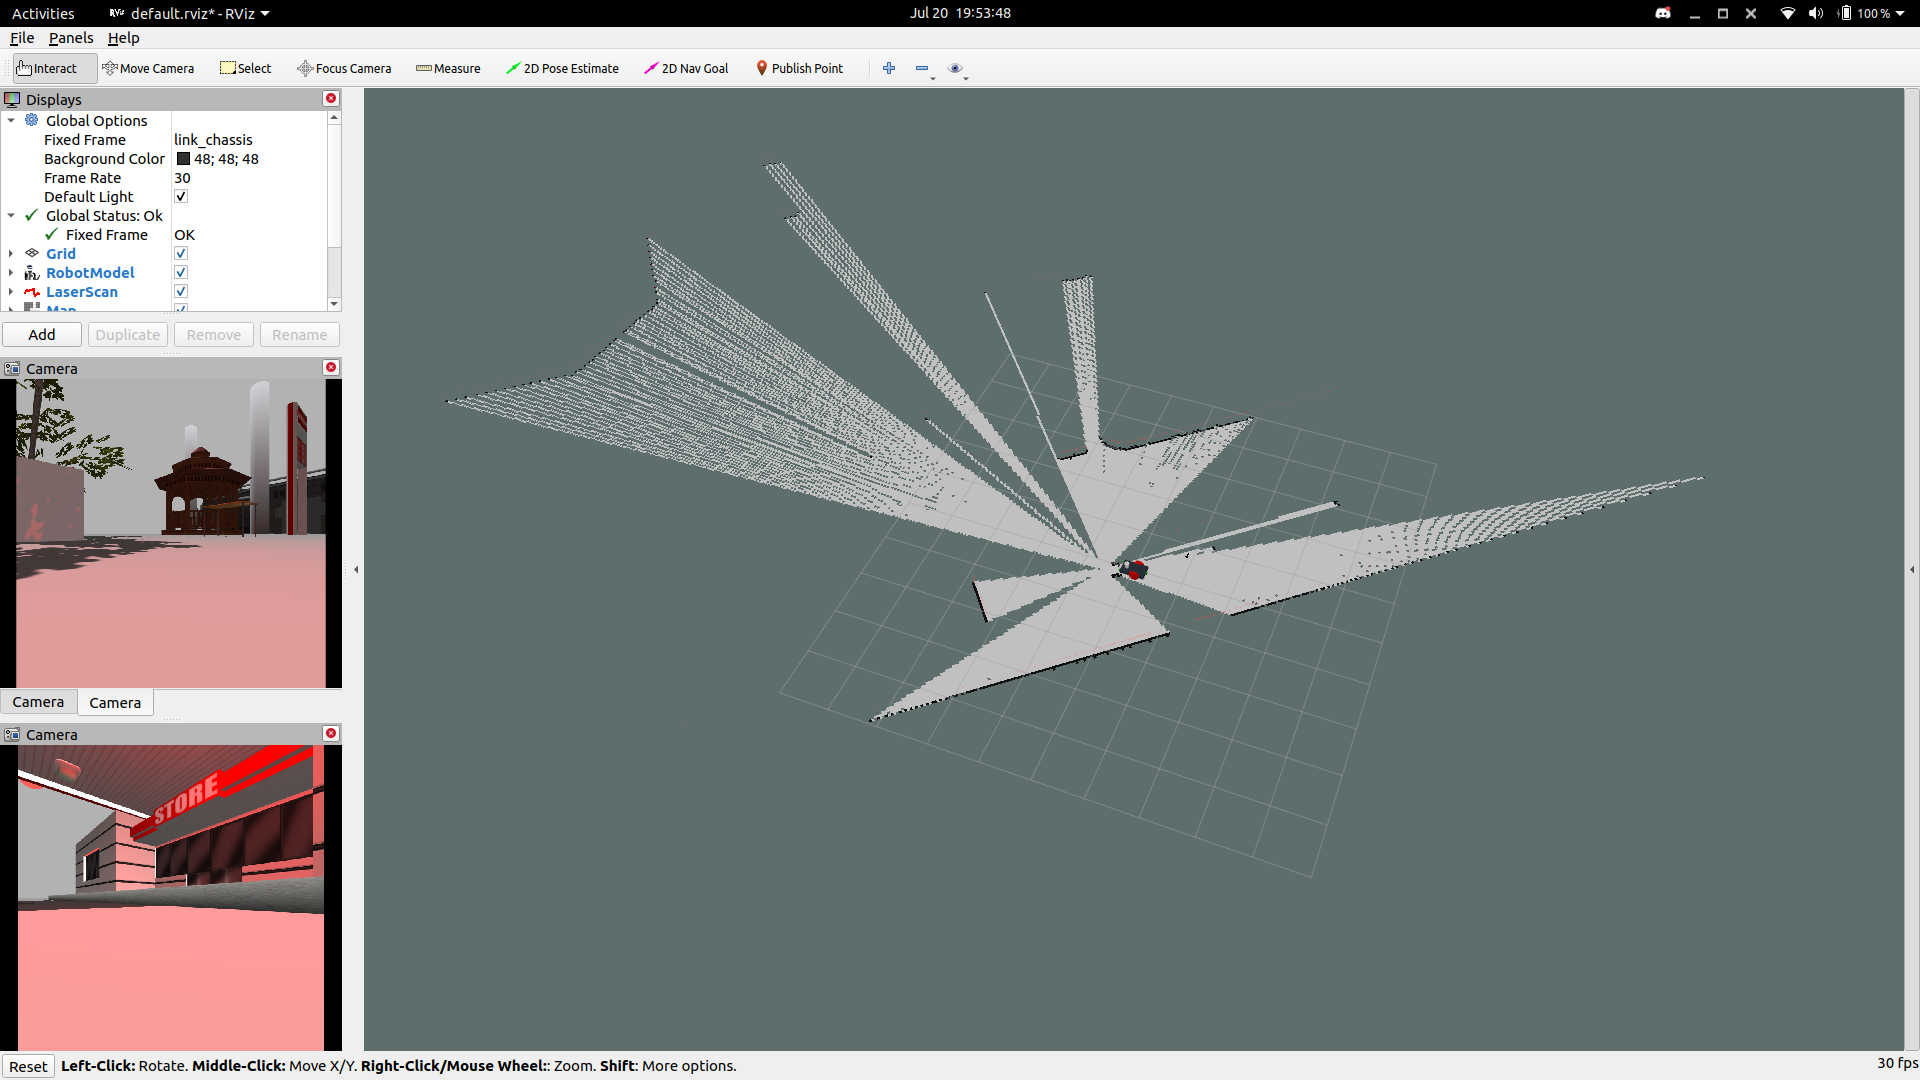 Activities
RViz default.rviz* - RViz
Jul 20 19:53:48
100 %
File Panels Help
Interact Move Camera Select Focus Camera Measure 2D Pose Estimate 2D Nav Goal Publish Point
Displays
Global Options
Fixed Frame link_chassis
Background Color 48; 48; 48
Frame Rate 30
Default Light
Global Status: Ok
Fixed Frame OK
Grid
RobotModel
LaserScan
Map
Add Duplicate Remove Rename
Camera
Camera Camera
Camera
STORE
Reset Left-Click: Rotate. Middle-Click: Move X/Y. Right-Click/Mouse Wheel:: Zoom. Shift: More options.
30 fps